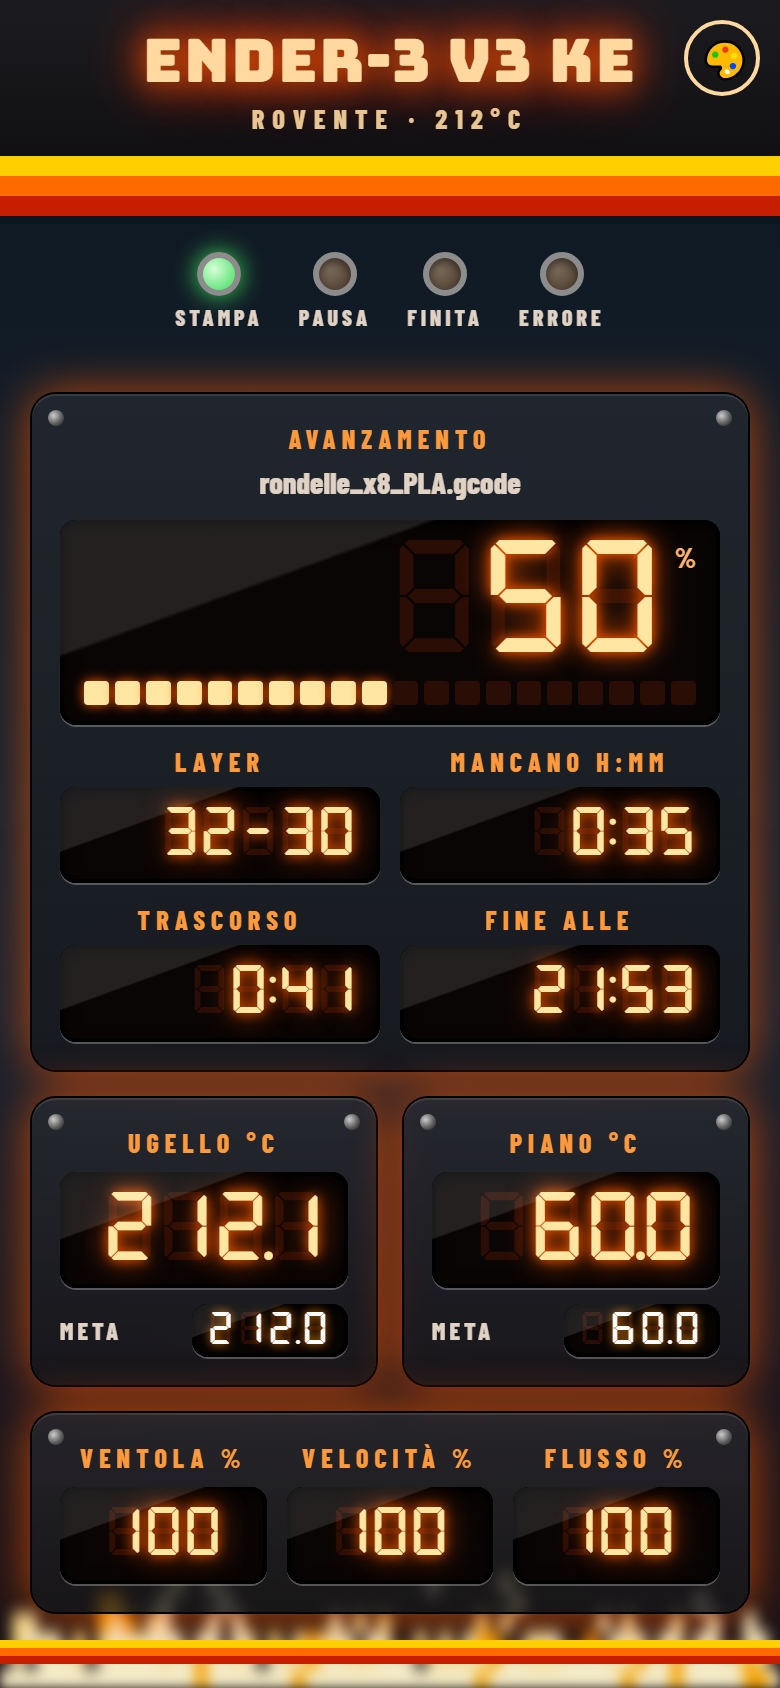 ENDER-3 V3 KE
ROVENTE · 212°C
STAMPA PAUSA FINITA ERRORE
AVANZAMENTO
rondelle_x8_PLA.gcode
50 %
LAYER MANCANO H:MM
32-30 0:35
TRASCORSO FINE ALLE
0:41 21:53
UGELLO °C PIANO °C
212.1 60.0
META 212.0 META 60.0
VENTOLA % VELOCITÀ % FLUSSO %
100 100 100